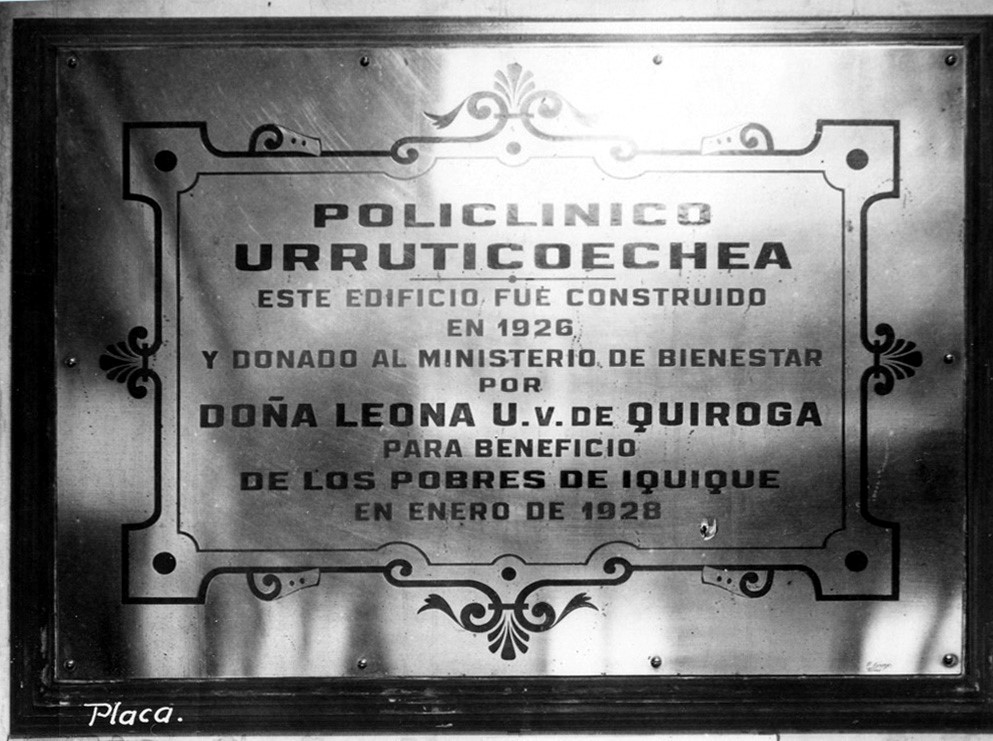 POLICLINICO
URRUTICOECHEA
ESTE EDIFICIO FUÉ CONSTRUIDO
EN 1926
Y DONADO AL MINISTERIO DE BIENESTAR
POR
DOÑA LEONA U.V. DE QUIROGA
PARA BENEFICIO
DE LOS POBRES DE IQUIQUE
EN ENERO DE 1928
Placa.